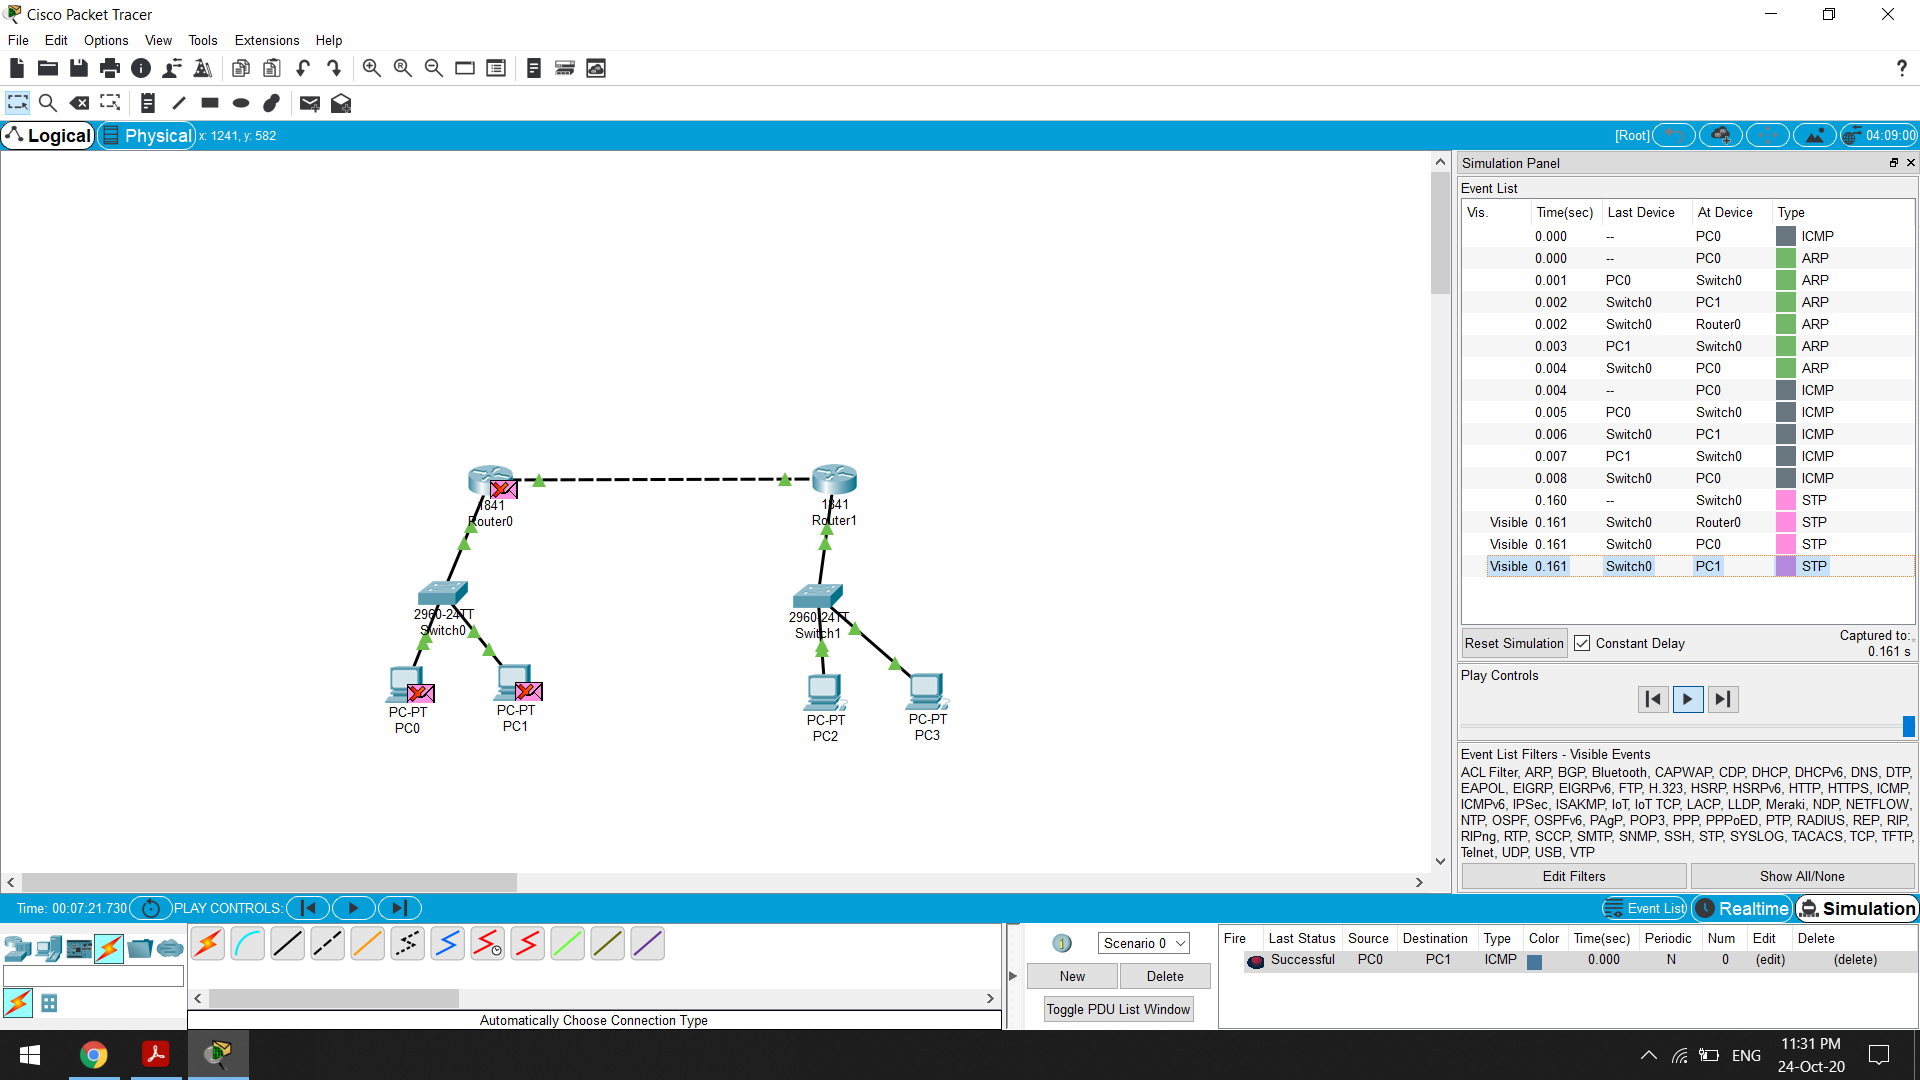 Cisco Packet Tracer
File Edit Options View Tools Extensions Help
?
Logical Physical x: 1241, y: 582 [Root] 04:09:00
Simulation Panel
Event List
Vis. Time(sec) Last Device At Device Type
0.000 -- PC0 ICMP
0.000 -- PC0 ARP
0.001 PC0 Switch0 ARP
0.002 Switch0 PC1 ARP
0.002 Switch0 Router0 ARP
0.003 PC1 Switch0 ARP
0.004 Switch0 PC0 ARP
0.004 -- PC0 ICMP
0.005 PC0 Switch0 ICMP
0.006 Switch0 PC1 ICMP
0.007 PC1 Switch0 ICMP
0.008 Switch0 PC0 ICMP
0.160 -- Switch0 STP
Visible 0.161 Switch0 Router0 STP
Visible 0.161 Switch0 PC0 STP
Visible 0.161 Switch0 PC1 STP
Reset Simulation Constant Delay Captured to:
0.161 s
Play Controls
Event List Filters - Visible Events
ACL Filter, ARP, BGP, Bluetooth, CAPWAP, CDP, DHCP, DHCPv6, DNS, DTP,
EAPOL, EIGRP, EIGRPv6, FTP, H.323, HSRP, HSRPv6, HTTP, HTTPS, ICMP,
ICMPv6, IPSec, ISAKMP, IoT, IoT TCP, LACP, LLDP, Meraki, NDP, NETFLOW,
NTP, OSPF, OSPFv6, PAgP, POP3, PPP, PPPoED, PTP, RADIUS, REP, RIP,
RIPng, RTP, SCCP, SMTP, SNMP, SSH, STP, SYSLOG, TACACS, TCP, TFTP,
Telnet, UDP, USB, VTP
Edit Filters Show All/None
1841
Router0
1841
Router1
2960-24TT
Switch0
2960-24TT
Switch1
PC-PT
PC0
PC-PT
PC1
PC-PT
PC2
PC-PT
PC3
Time: 00:07:21.730 PLAY CONTROLS: Event List Realtime Simulation
Scenario 0
New Delete
Toggle PDU List Window
Fire Last Status Source Destination Type Color Time(sec) Periodic Num Edit Delete
Successful PC0 PC1 ICMP 0.000 N 0 (edit) (delete)
Automatically Choose Connection Type
ENG
11:31 PM
24-Oct-20